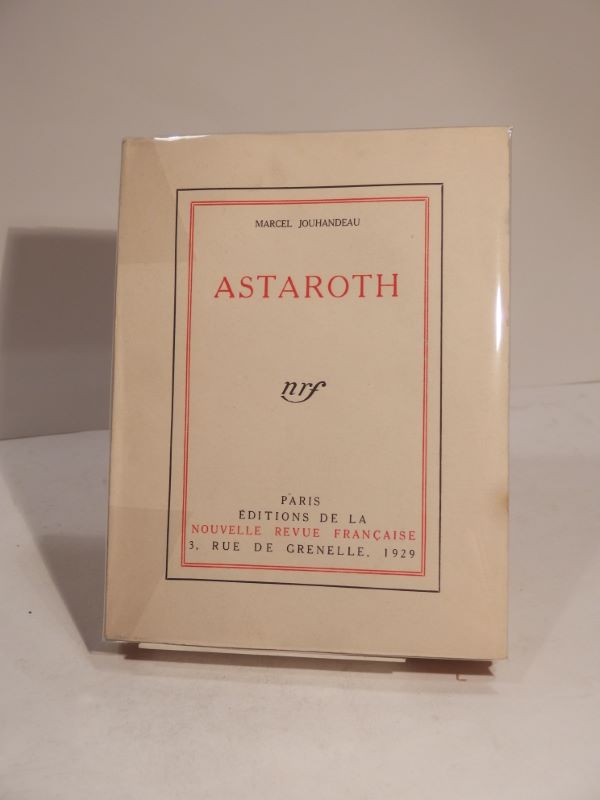 MARCEL JOUHANDEAU
ASTAROTH
nrf
PARIS
ÉDITIONS DE LA
NOUVELLE REVUE FRANÇAISE
3, RUE DE GRENELLE. 1929